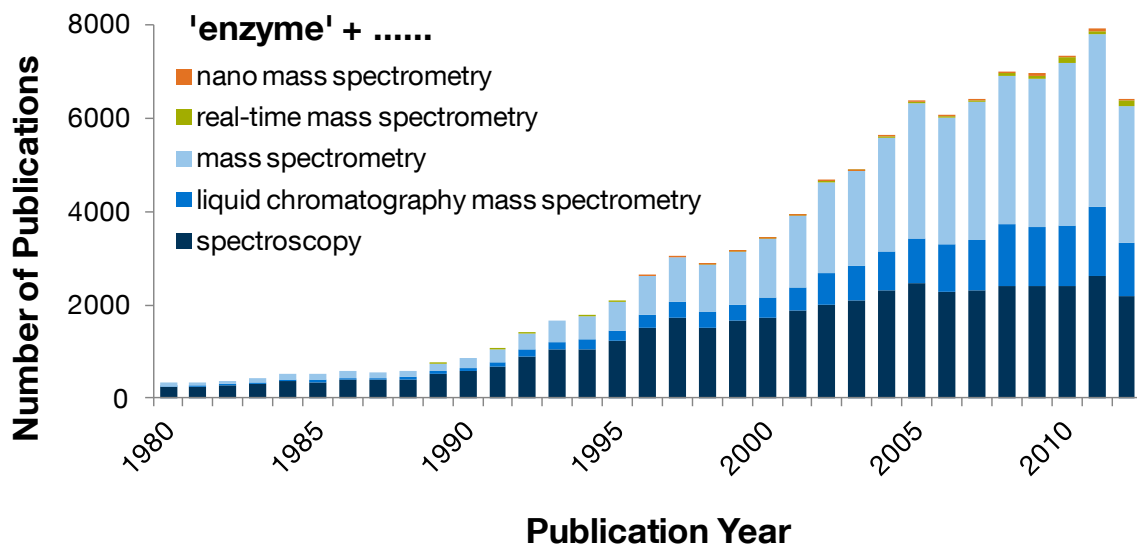 'enzyme' + ......
nano mass spectrometry
real-time mass spectrometry
mass spectrometry
liquid chromatography mass spectrometry
spectroscopy
Number of Publications
8000
6000
4000
2000
0
1980
1985
1990
1995
2000
2005
2010
Publication Year